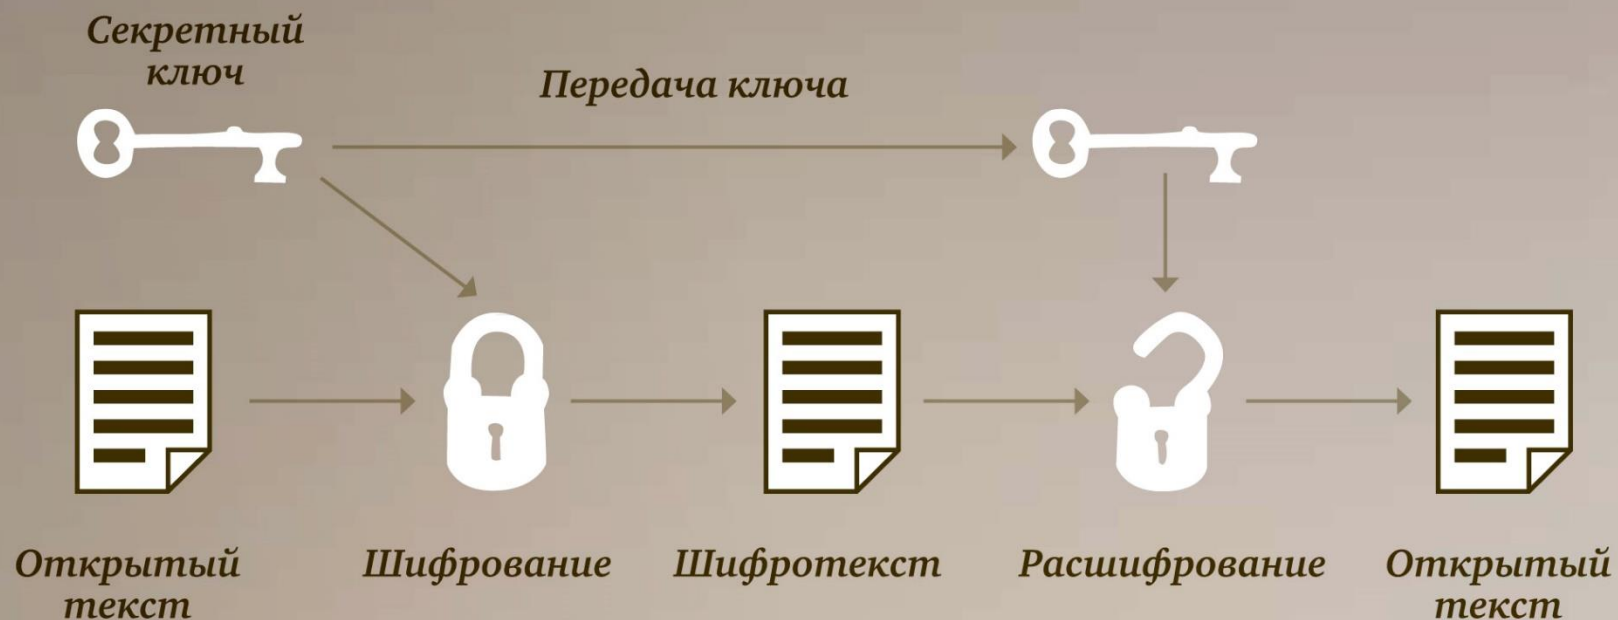 Секретный
ключ
Передача ключа
Открытый
текст
Шифрование
Шифротекст
Расшифрование
Открытый
текст